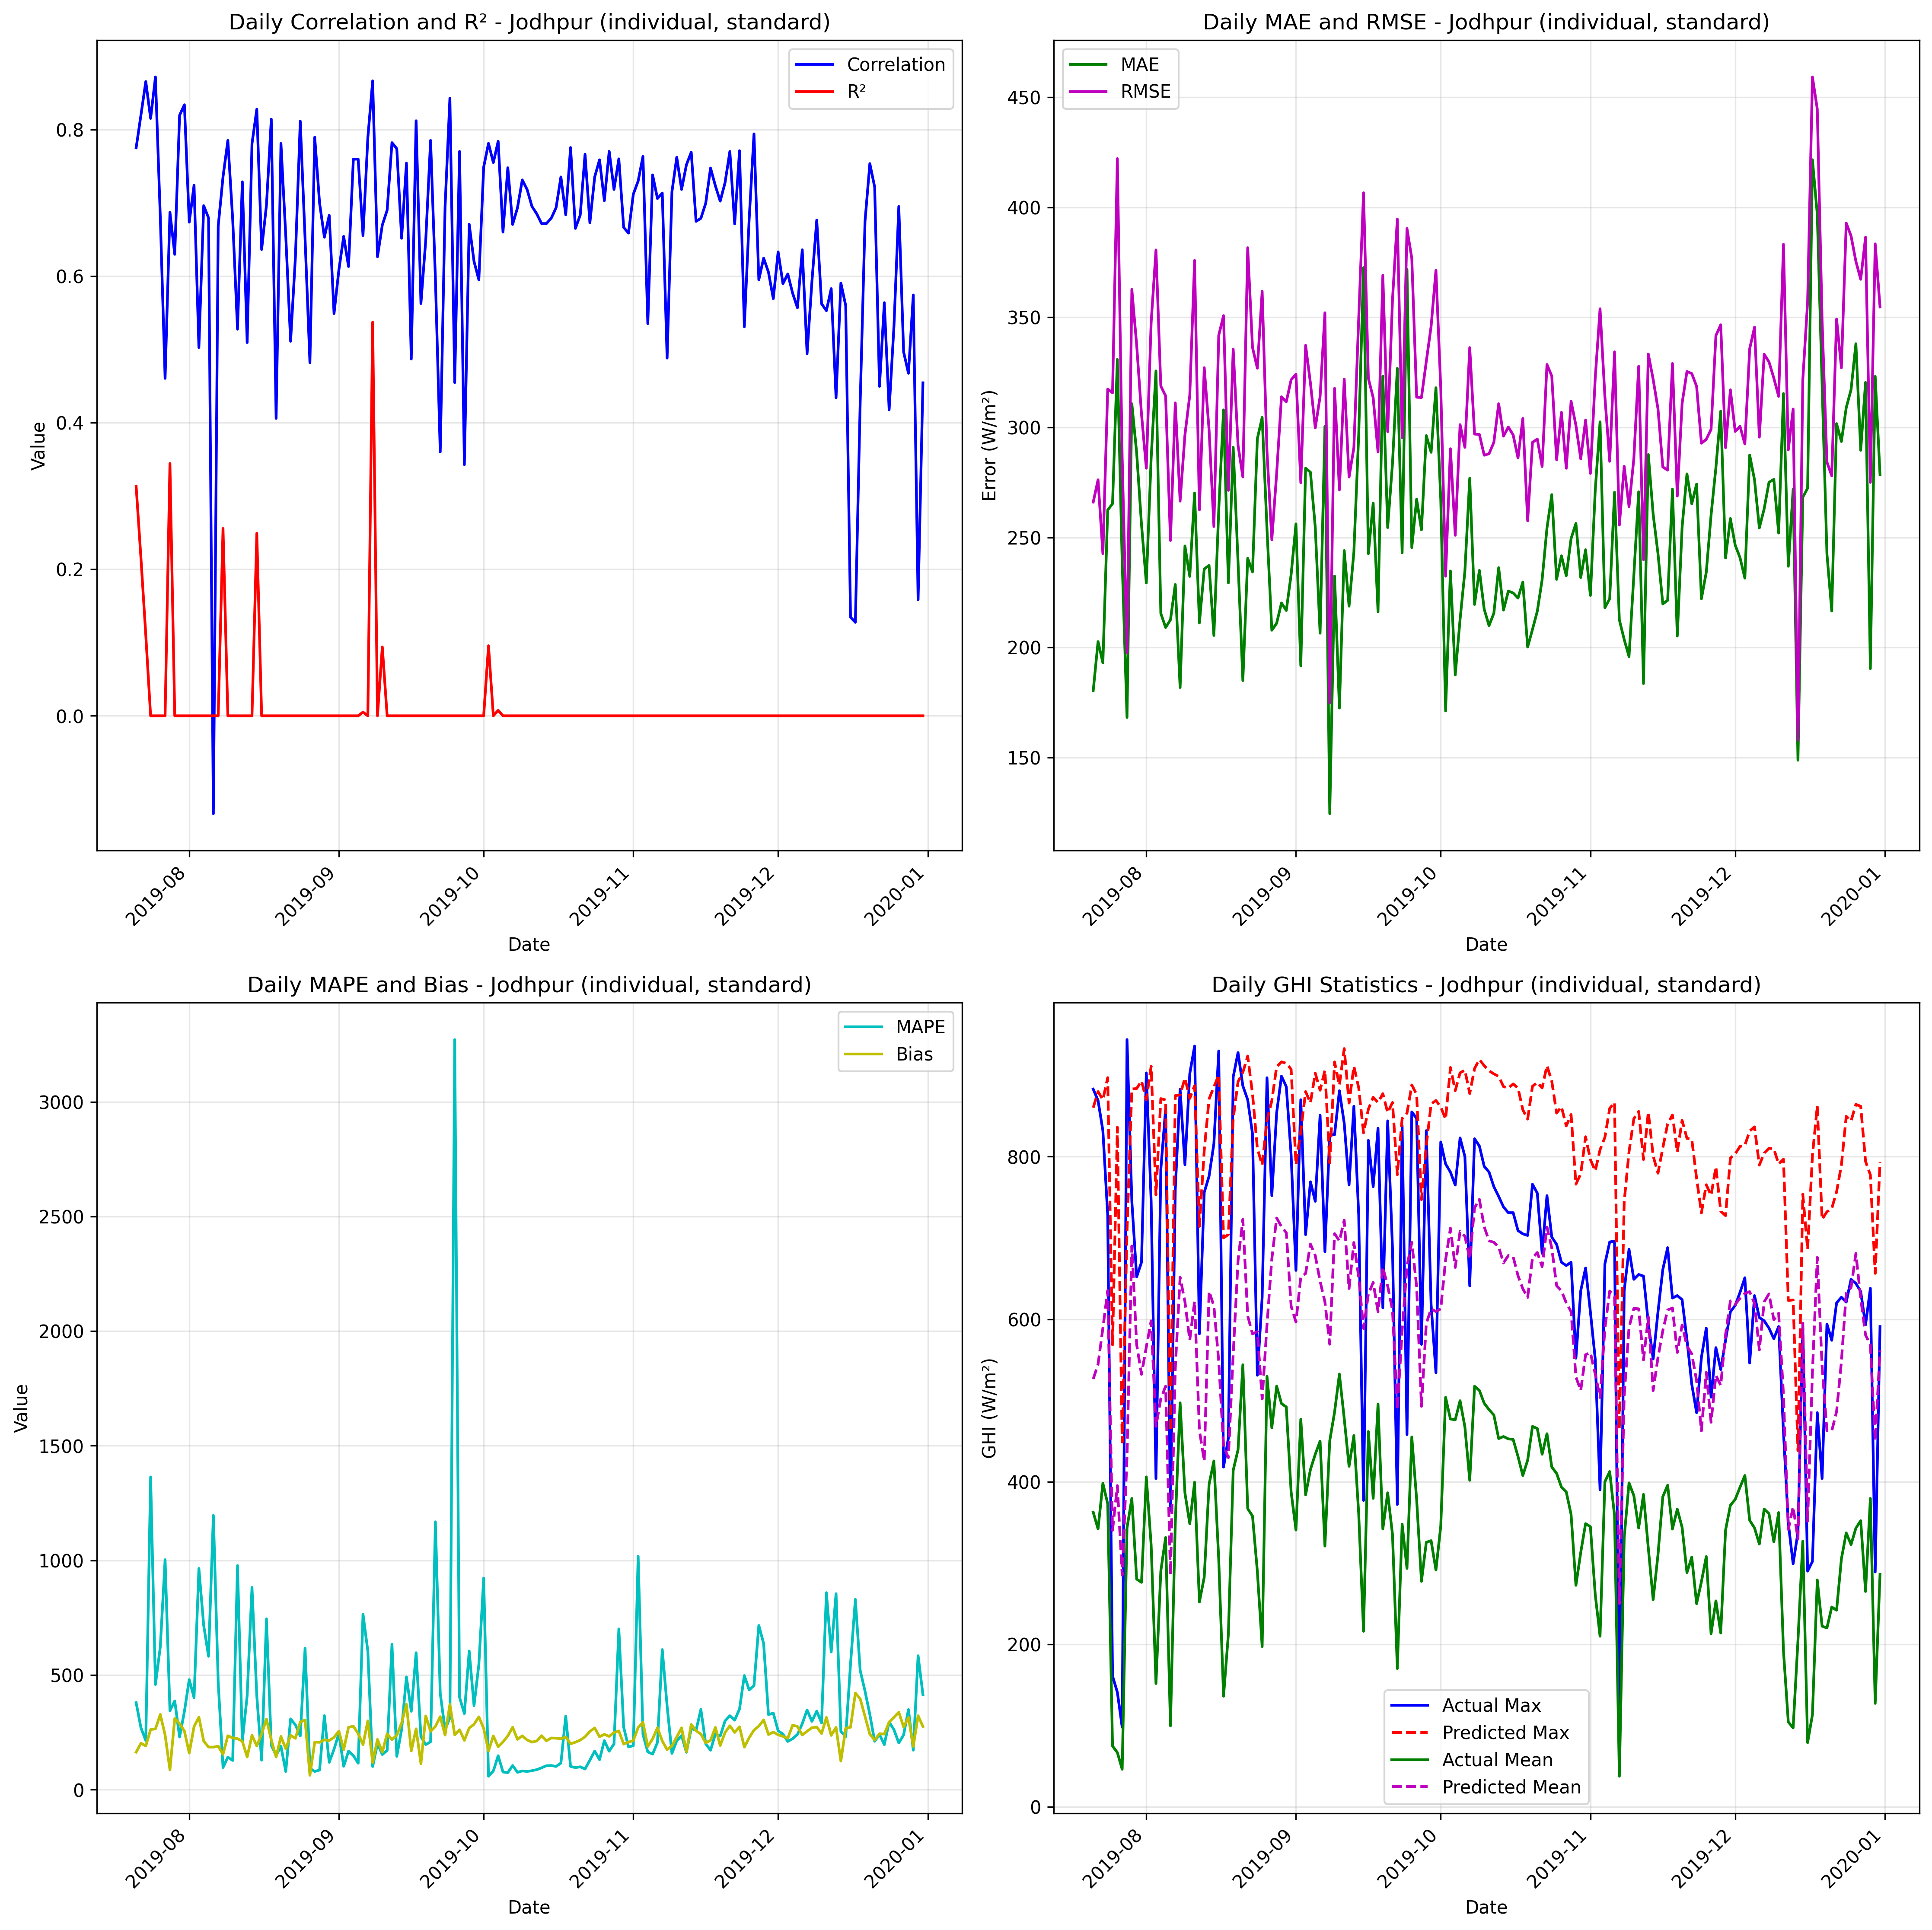 Daily Correlation and R² - Jodhpur (individual, standard)
Correlation
R²
Value
0.8
0.6
0.4
0.2
0.0
2019-08
2019-09
2019-10
2019-11
2019-12
2020-01
Date
Daily MAE and RMSE - Jodhpur (individual, standard)
MAE
RMSE
Error (W/m²)
450
400
350
300
250
200
150
2019-08
2019-09
2019-10
2019-11
2019-12
2020-01
Date
Daily MAPE and Bias - Jodhpur (individual, standard)
MAPE
Bias
Value
3000
2500
2000
1500
1000
500
0
2019-08
2019-09
2019-10
2019-11
2019-12
2020-01
Date
Daily GHI Statistics - Jodhpur (individual, standard)
GHI (W/m²)
800
600
400
200
0
Actual Max
Predicted Max
Actual Mean
Predicted Mean
2019-08
2019-09
2019-10
2019-11
2019-12
2020-01
Date